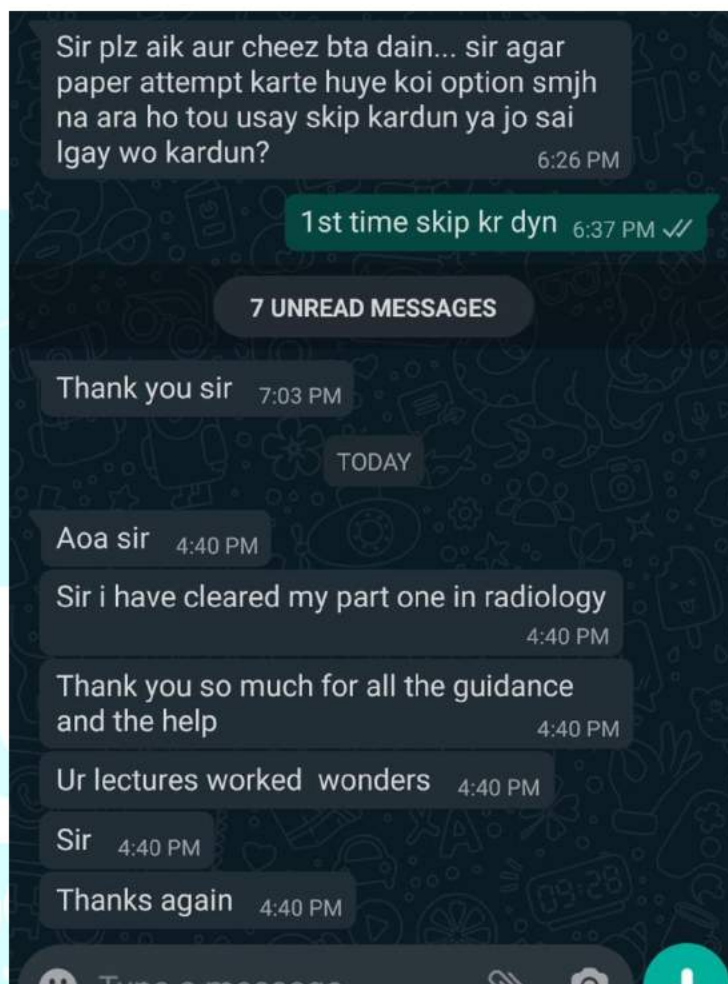 Sir plz aik aur cheez bta dain... sir agar
paper attempt karte huye koi option smjh
na ara ho tou usay skip kardun ya jo sai
lgay wo kardun?
6:26 PM
1st time skip kr dyn 6:37 PM
7 UNREAD MESSAGES
Thank you sir 7:03 PM
TODAY
Aoa sir 4:40 PM
Sir i have cleared my part one in radiology
4:40 PM
Thank you so much for all the guidance
and the help 4:40 PM
Ur lectures worked wonders 4:40 PM
Sir 4:40 PM
Thanks again 4:40 PM
Type a message